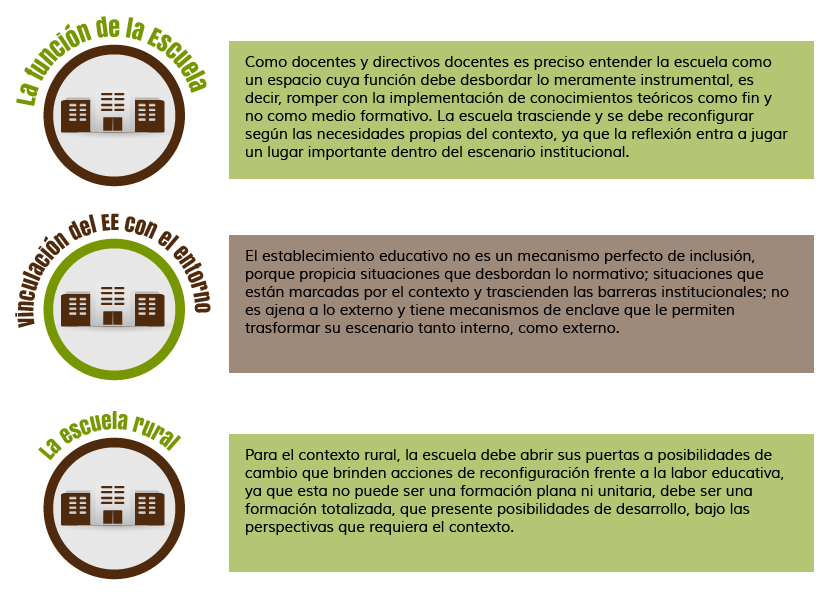 La función de la Escuela
Como docentes y directivos docentes es preciso entender la escuela como
un espacio cuya función debe desbordar lo meramente instrumental, es
decir, romper con la implementación de conocimientos teóricos como fin y
no como medio formativo. La escuela trasciende y se debe reconfigurar
según las necesidades propias del contexto, ya que la reflexión entra a jugar
un lugar importante dentro del escenario institucional.
vinculación del EE con el entorno
El establecimiento educativo no es un mecanismo perfecto de inclusión,
porque propicia situaciones que desbordan lo normativo; situaciones que
están marcadas por el contexto y trascienden las barreras institucionales; no
es ajena a lo externo y tiene mecanismos de enclave que le permiten
trasformar su escenario tanto interno, como externo.
La escuela rural
Para el contexto rural, la escuela debe abrir sus puertas a posibilidades de
cambio que brinden acciones de reconfiguración frente a la labor educativa,
ya que esta no puede ser una formación plana ni unitaria, debe ser una
formación totalizada, que presente posibilidades de desarrollo, bajo las
perspectivas que requiera el contexto.